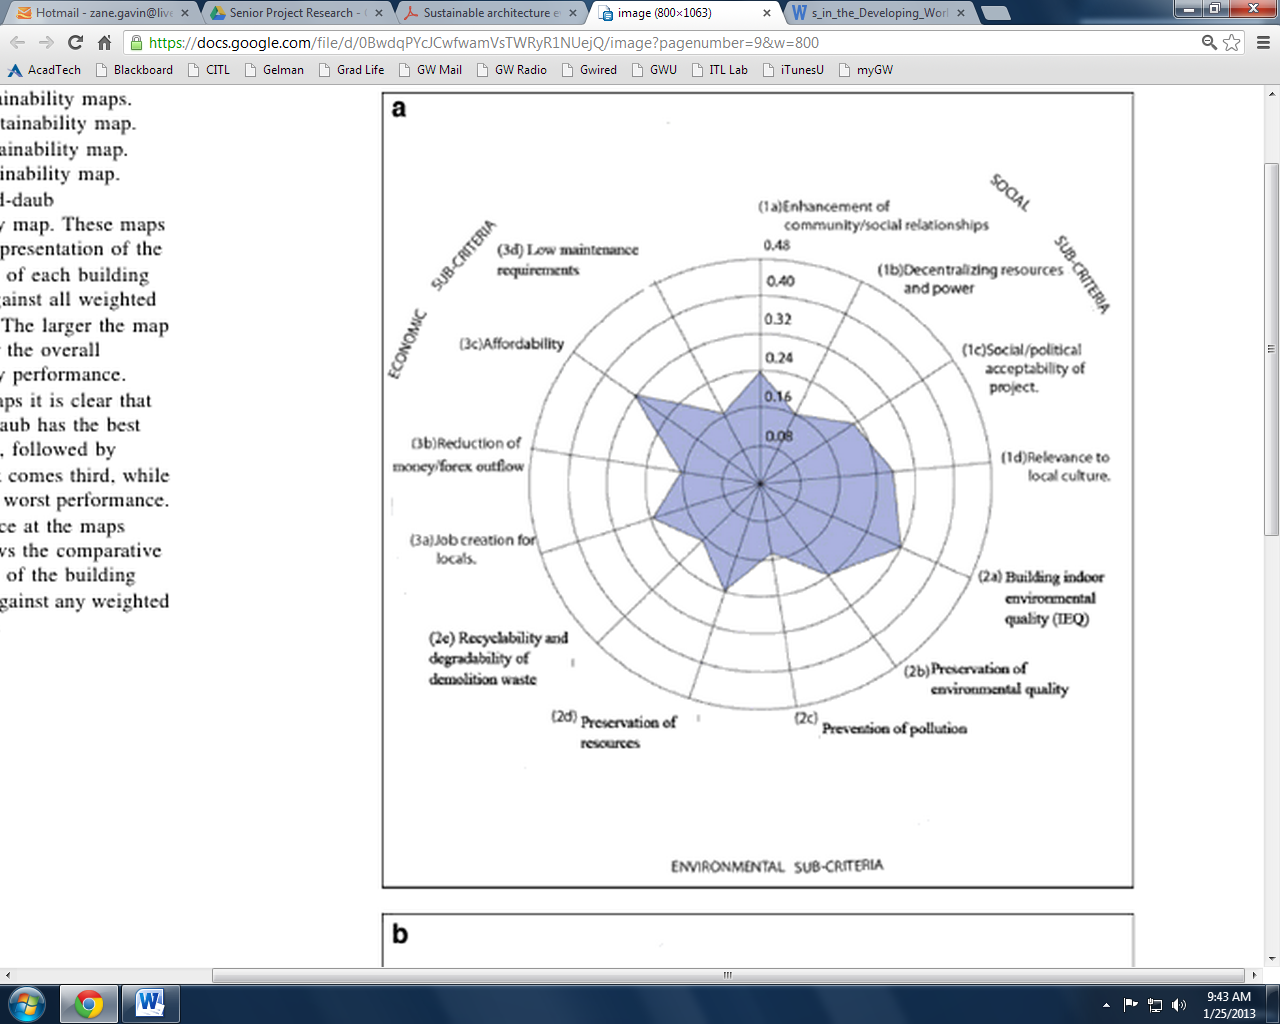 Hotmail - zane.gavin@live
Senior Project Research -
Sustainable architecture e
image (800×1063)
s_in_the_Developing_Worl
https://docs.google.com/file/d/0BwdqPYcJCwfwamVsTWRyR1NUejQ/image?pagenumber=9&w=800
AcadTech
Blackboard
CITL
Gelman
Grad Life
GW Mail
GW Radio
Gwired
GWU
ITL Lab
iTunesU
myGW
ainability maps.
tainability map.
ainability map.
inability map.
d-daub
y map. These maps
presentation of the
of each building
gainst all weighted
The larger the map
r the overall
y performance.
aps it is clear that
aub has the best
, followed by
comes third, while
worst performance.
ce at the maps
ws the comparative
of the building
gainst any weighted
a
SOCIAL
SUB-CRITERIA
ECONOMIC
SUB-CRITERIA
(1a)Enhancement of
community/social relationships
0.48
0.40
0.32
0.24
0.16
0.08
(1b)Decentralizing resources
and power
(1c)Social/political
acceptability of
project.
(1d)Relevance to
local culture.
(2a) Building indoor
environmental
quality (IEQ)
(2b)Preservation of
environmental quality
(2c)
Prevention of pollution
(2d) Preservation of
resources
(2e) Recyclability and
degradability of
demolition waste
(3a)Job creation for
locals.
(3b)Reduction of
money/forex outflow
(3c)Affordability
(3d) Low maintenance
requirements
ENVIRONMENTAL SUB-CRITERIA
b
9:43 AM
1/25/2013